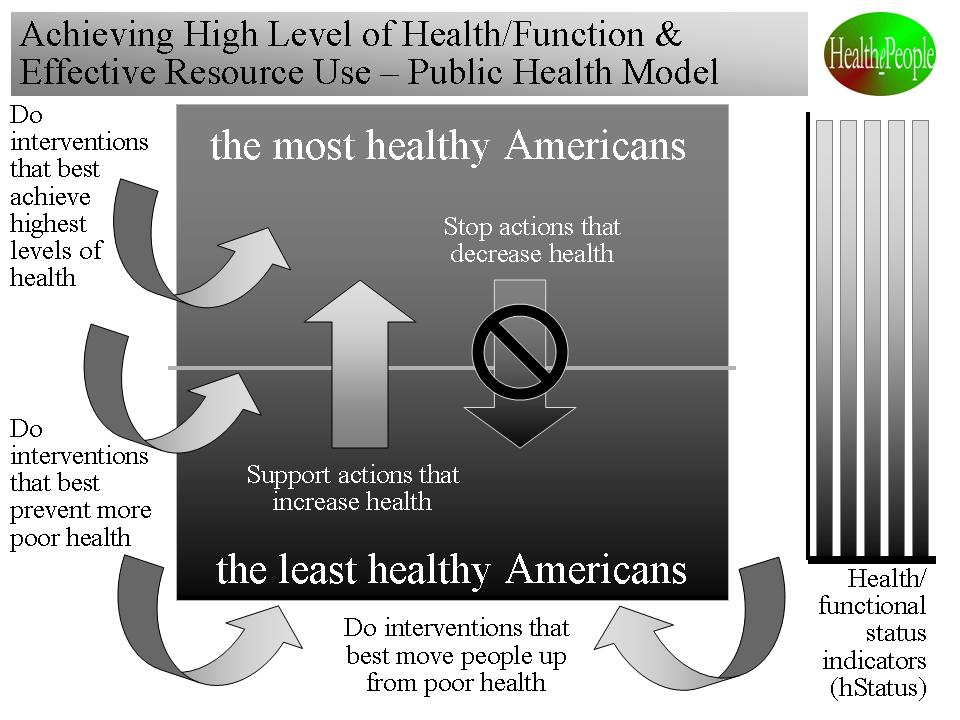 Achieving High Level of Health/Function &
Effective Resource Use – Public Health Model
HealthePeople
Do
interventions
that best
achieve
highest
levels of
health
the most healthy Americans
Stop actions that
decrease health
Do
interventions
that best
prevent more
poor health
Support actions that
increase health
the least healthy Americans
Do interventions that
best move people up
from poor health
Health/
functional
status
indicators
(hStatus)